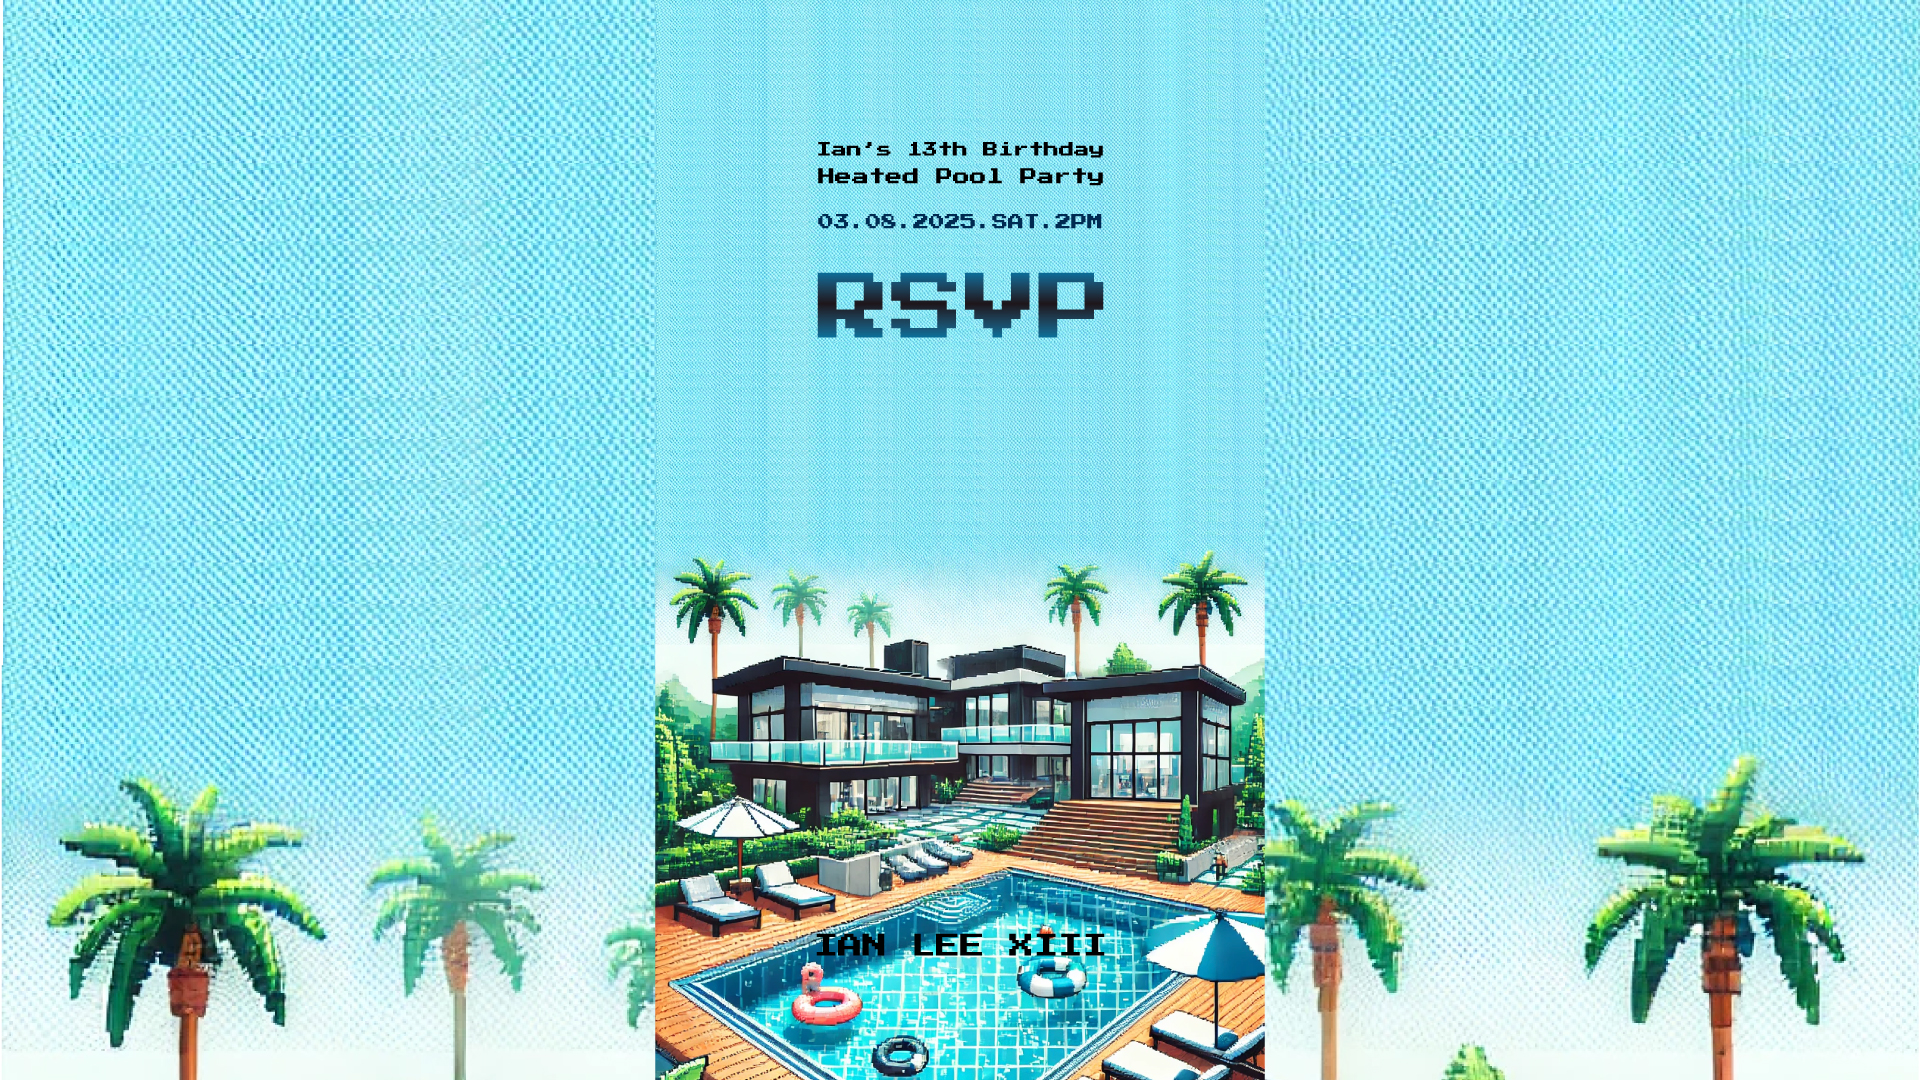 Ian's 13th Birthday
Heated Pool Party
03.08.2025.SAT.2PM
RSVP
IAN LEE XIII